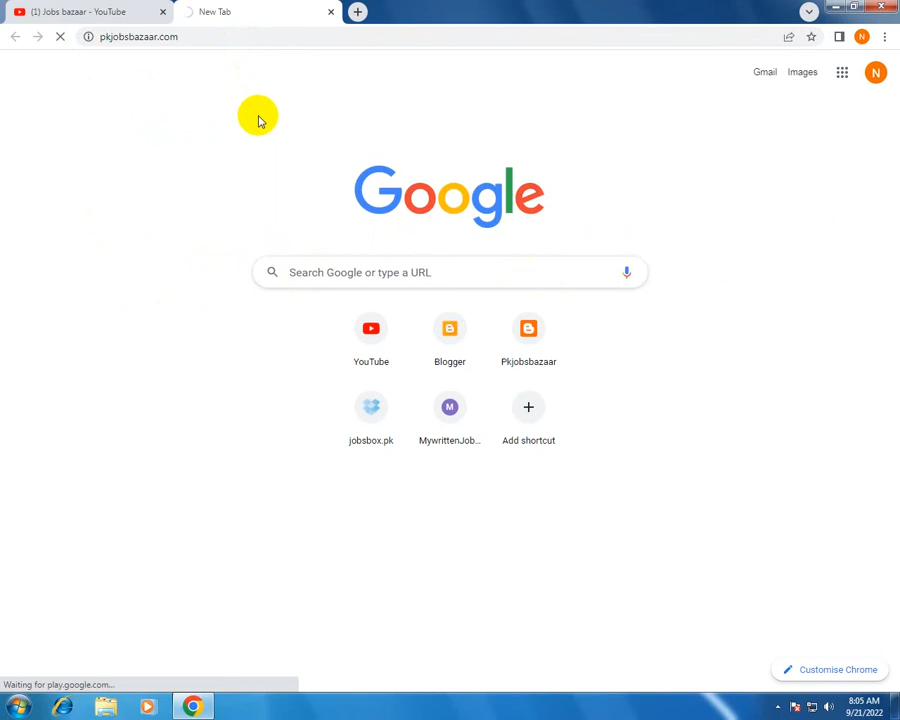 (1) Jobs bazaar - YouTube
New Tab
pkjobsbazaar.com
N
Gmail
Images
N
Google
Search Google or type a URL
YouTube
Blogger
Pkjobsbazaar
M
jobsbox.pk
MywrittenJob...
Add shortcut
Customise Chrome
Waiting for play.google.com...
8:05 AM
9/21/2022